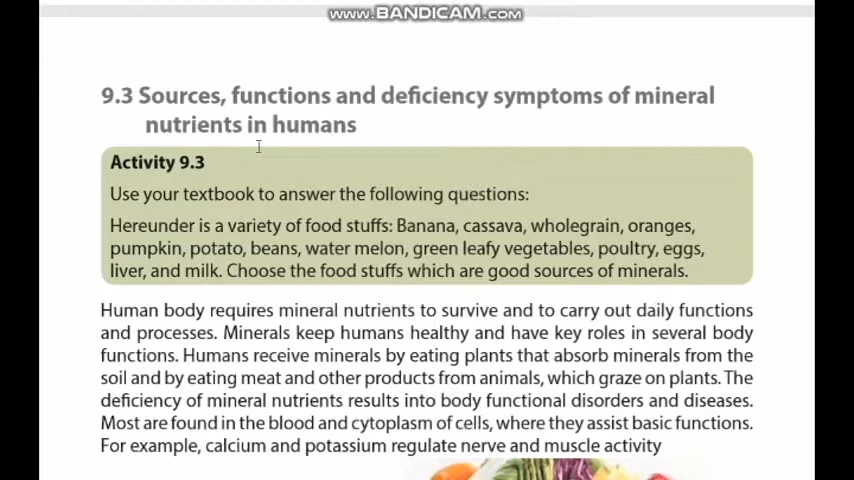 www.BANDICAM.com
9.3 Sources, functions and deficiency symptoms of mineral
nutrients in humans
Activity 9.3
Use your textbook to answer the following questions:
Hereunder is a variety of food stuffs: Banana, cassava, wholegrain, oranges,
pumpkin, potato, beans, water melon, green leafy vegetables, poultry, eggs,
liver, and milk. Choose the food stuffs which are good sources of minerals.
Human body requires mineral nutrients to survive and to carry out daily functions
and processes. Minerals keep humans healthy and have key roles in several body
functions. Humans receive minerals by eating plants that absorb minerals from the
soil and by eating meat and other products from animals, which graze on plants. The
deficiency of mineral nutrients results into body functional disorders and diseases.
Most are found in the blood and cytoplasm of cells, where they assist basic functions.
For example, calcium and potassium regulate nerve and muscle activity